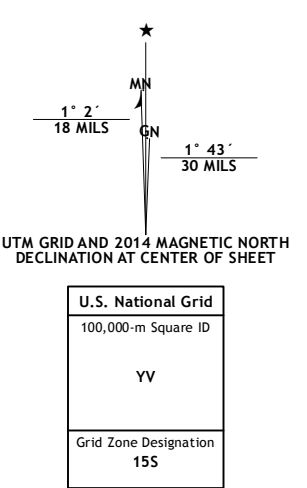 ★
MN
1° 2´
18 MILS
GN
1° 43´
30 MILS
UTM GRID AND 2014 MAGNETIC NORTH
DECLINATION AT CENTER OF SHEET
U.S. National Grid
100,000-m Square ID
YV
Grid Zone Designation
15S